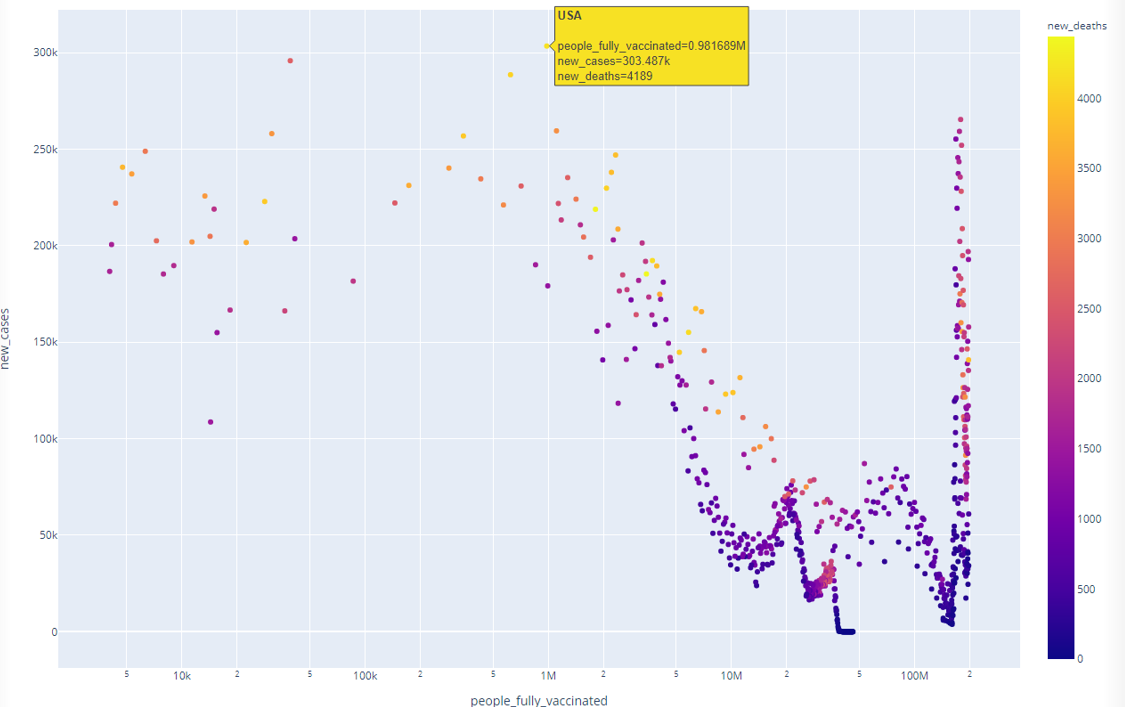 new_deaths
USA
people_fully_vaccinated=0.981689M
new_cases=303.487k
new_deaths=4189
300k
250k
200k
150k
100k
50k
0
new_cases
4000
3500
3000
2500
2000
1500
1000
500
0
5 10k 2 5 100k 2 5 1M 2 5 10M 2 5 100M 2
people_fully_vaccinated